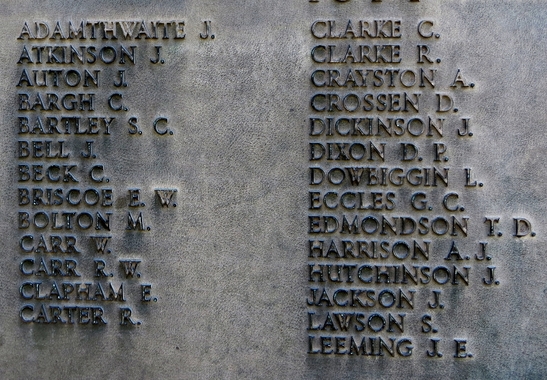 ADAMTHWAITE J.
ATKINSON J.
AUTON J.
BARGH C.
BARTLEY S. C.
BELL J.
BECK C.
BRISCOE E. W.
BOLTON M.
CARR W.
CARR R. W.
CLAPHAM E.
CARTER R.
CLARKE C.
CLARKE R.
CRAYSTON A.
CROSSEN D.
DICKINSON J.
DIXON D. P.
DOWBIGGIN L.
ECCLES G. C.
EDMONDSON T. D.
HARRISON A. J.
HUTCHINSON J.
JACKSON J.
LAWSON S.
LEEMING J. E.